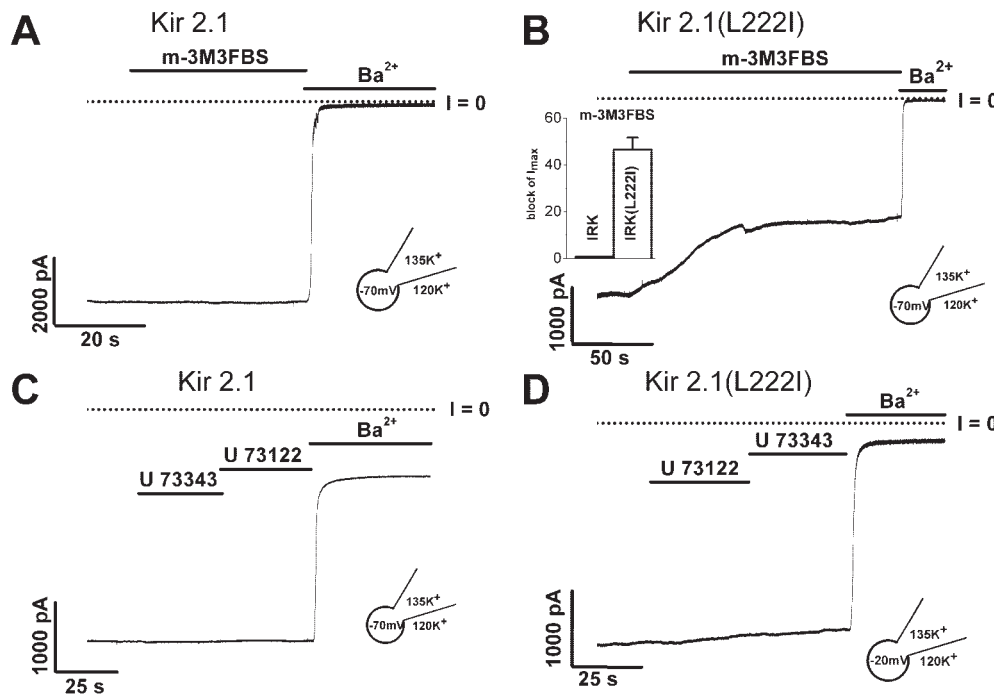 A
Kir 2.1
m-3M3FBS
Ba2+
I = 0
2000 pA
20 s
-70mV
135K+
120K+
B
Kir 2.1(L222I)
m-3M3FBS
Ba2+
I = 0
m-3M3FBS
block of Imax
60
40
20
0
IRK
IRK(L222I)
1000 pA
50 s
-70mV
135K+
120K+
C
Kir 2.1
I = 0
Ba2+
U 73122
U 73343
1000 pA
25 s
-70mV
135K+
120K+
D
Kir 2.1(L222I)
Ba2+
I = 0
U 73343
U 73122
1000 pA
25 s
-20mV
135K+
120K+